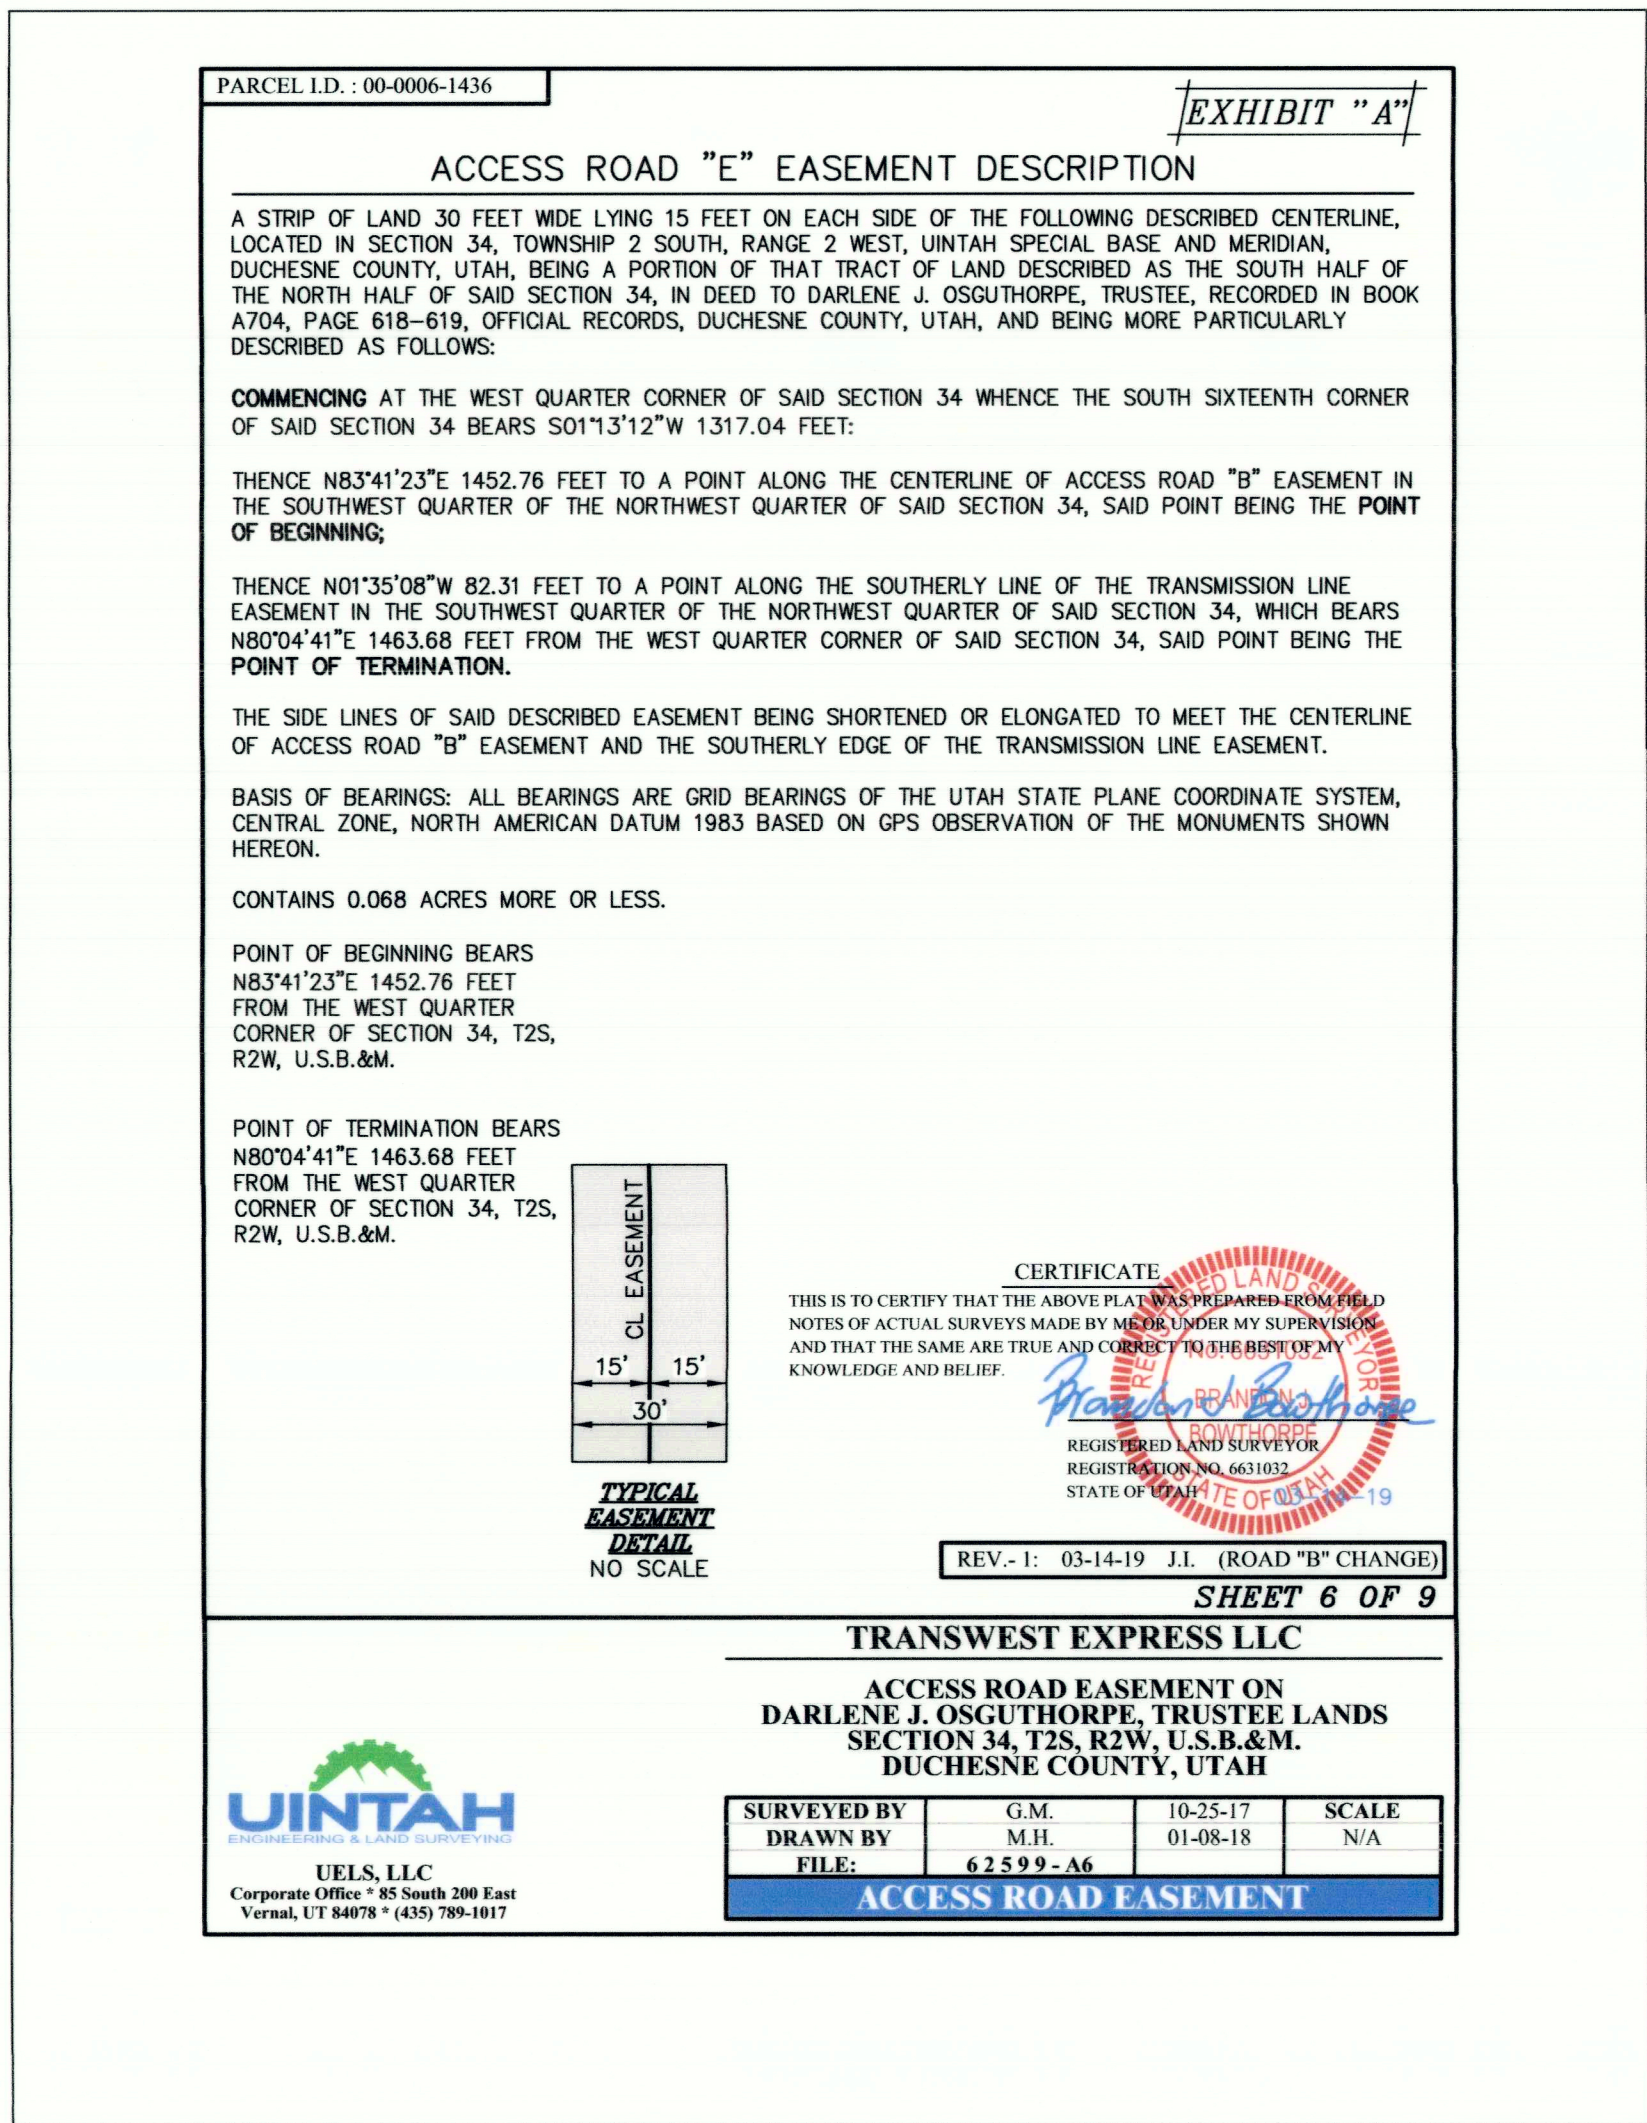 PARCEL I.D. : 00-0006-1436
EXHIBIT "A"
ACCESS ROAD "E" EASEMENT DESCRIPTION
A STRIP OF LAND 30 FEET WIDE LYING 15 FEET ON EACH SIDE OF THE FOLLOWING DESCRIBED CENTERLINE,
LOCATED IN SECTION 34, TOWNSHIP 2 SOUTH, RANGE 2 WEST, UINTAH SPECIAL BASE AND MERIDIAN,
DUCHESNE COUNTY, UTAH, BEING A PORTION OF THAT TRACT OF LAND DESCRIBED AS THE SOUTH HALF OF
THE NORTH HALF OF SAID SECTION 34, IN DEED TO DARLENE J. OSGUTHORPE, TRUSTEE, RECORDED IN BOOK
A704, PAGE 618-619, OFFICIAL RECORDS, DUCHESNE COUNTY, UTAH, AND BEING MORE PARTICULARLY
DESCRIBED AS FOLLOWS:
COMMENCING AT THE WEST QUARTER CORNER OF SAID SECTION 34 WHENCE THE SOUTH SIXTEENTH CORNER
OF SAID SECTION 34 BEARS S01°13'12"W 1317.04 FEET:
THENCE N83°41'23"E 1452.76 FEET TO A POINT ALONG THE CENTERLINE OF ACCESS ROAD "B" EASEMENT IN
THE SOUTHWEST QUARTER OF THE NORTHWEST QUARTER OF SAID SECTION 34, SAID POINT BEING THE POINT
OF BEGINNING;
THENCE N01°35'08"W 82.31 FEET TO A POINT ALONG THE SOUTHERLY LINE OF THE TRANSMISSION LINE
EASEMENT IN THE SOUTHWEST QUARTER OF THE NORTHWEST QUARTER OF SAID SECTION 34, WHICH BEARS
N80°04'41"E 1463.68 FEET FROM THE WEST QUARTER CORNER OF SAID SECTION 34, SAID POINT BEING THE
POINT OF TERMINATION.
THE SIDE LINES OF SAID DESCRIBED EASEMENT BEING SHORTENED OR ELONGATED TO MEET THE CENTERLINE
OF ACCESS ROAD "B" EASEMENT AND THE SOUTHERLY EDGE OF THE TRANSMISSION LINE EASEMENT.
BASIS OF BEARINGS: ALL BEARINGS ARE GRID BEARINGS OF THE UTAH STATE PLANE COORDINATE SYSTEM,
CENTRAL ZONE, NORTH AMERICAN DATUM 1983 BASED ON GPS OBSERVATION OF THE MONUMENTS SHOWN
HEREON.
CONTAINS 0.068 ACRES MORE OR LESS.
POINT OF BEGINNING BEARS
N83°41'23"E 1452.76 FEET
FROM THE WEST QUARTER
CORNER OF SECTION 34, T2S,
R2W, U.S.B.&M.
POINT OF TERMINATION BEARS
N80°04'41"E 1463.68 FEET
FROM THE WEST QUARTER
CORNER OF SECTION 34, T2S,
R2W, U.S.B.&M.
CL EASEMENT
15' 15'
30'
TYPICAL
EASEMENT
DETAIL
NO SCALE
CERTIFICATE
THIS IS TO CERTIFY THAT THE ABOVE PLAT WAS PREPARED FROM FIELD
NOTES OF ACTUAL SURVEYS MADE BY ME OR UNDER MY SUPERVISION
AND THAT THE SAME ARE TRUE AND CORRECT TO THE BEST OF MY
KNOWLEDGE AND BELIEF.
Brandon J Bowthorpe
REGISTERED LAND SURVEYOR
REGISTRATION NO. 6631032
STATE OF UTAH
REGISTERED LAND SURVEYOR
No. 6631032
BRANDON J.
BOWTHORPE
STATE OF UTAH
03-14-19
REV.- 1: 03-14-19 J.I. (ROAD "B" CHANGE)
SHEET 6 OF 9
TRANSWEST EXPRESS LLC
ACCESS ROAD EASEMENT ON
DARLENE J. OSGUTHORPE, TRUSTEE LANDS
SECTION 34, T2S, R2W, U.S.B.&M.
DUCHESNE COUNTY, UTAH
UINTAH
ENGINEERING & LAND SURVEYING
UELS, LLC
Corporate Office * 85 South 200 East
Vernal, UT 84078 * (435) 789-1017
SURVEYED BY G.M. 10-25-17 SCALE
DRAWN BY M.H. 01-08-18 N/A
FILE: 62599-A6
ACCESS ROAD EASEMENT